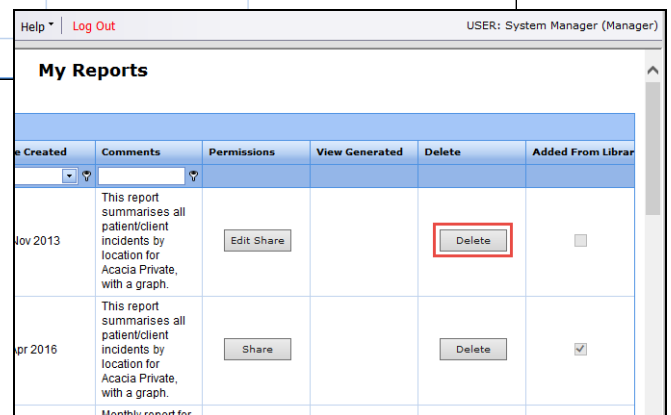 Help Log Out USER: System Manager (Manager)
My Reports
e Created Comments Permissions View Generated Delete Added From Librar
This report
summarises all
patient/client
incidents by
location for
Acacia Private,
with a graph.
Nov 2013 Edit Share Delete
This report
summarises all
patient/client
incidents by
location for
Acacia Private,
with a graph.
Apr 2016 Share Delete
Monthly report for